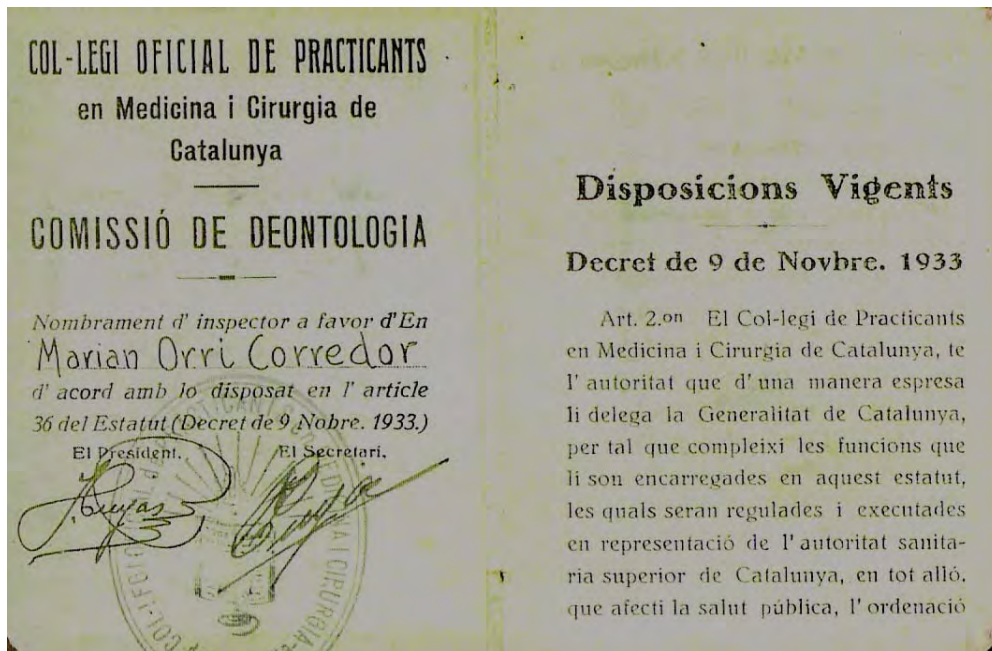 COL-LEGI OFICIAL DE PRACTICANTS
en Medicina i Cirurgia de
Catalunya
COMISSIÓ DE DEONTOLOGIA
Nombrament d' inspector a favor d'En
Marian Orri Corredor
d' acord amb lo disposat en l' article
36 del Estatut (Decret de 9 Nobre. 1933.)
El President. El Secretari.
Disposicions Vigents
Decret de 9 de Novbre. 1933
Art. 2.on El Col-legi de Practicants
en Medicina i Cirurgia de Catalunya, te
l' autoritat que d' una manera espresa
li delega la Generalitat de Catalunya,
per tal que compleixi les funcions que
li son encarregades en aquest estatut,
les quals seran regulades i executades
en representació de l' autoritat sanita-
ria superior de Catalunya, en tot alló,
que afecti la salut pública, l' ordenació